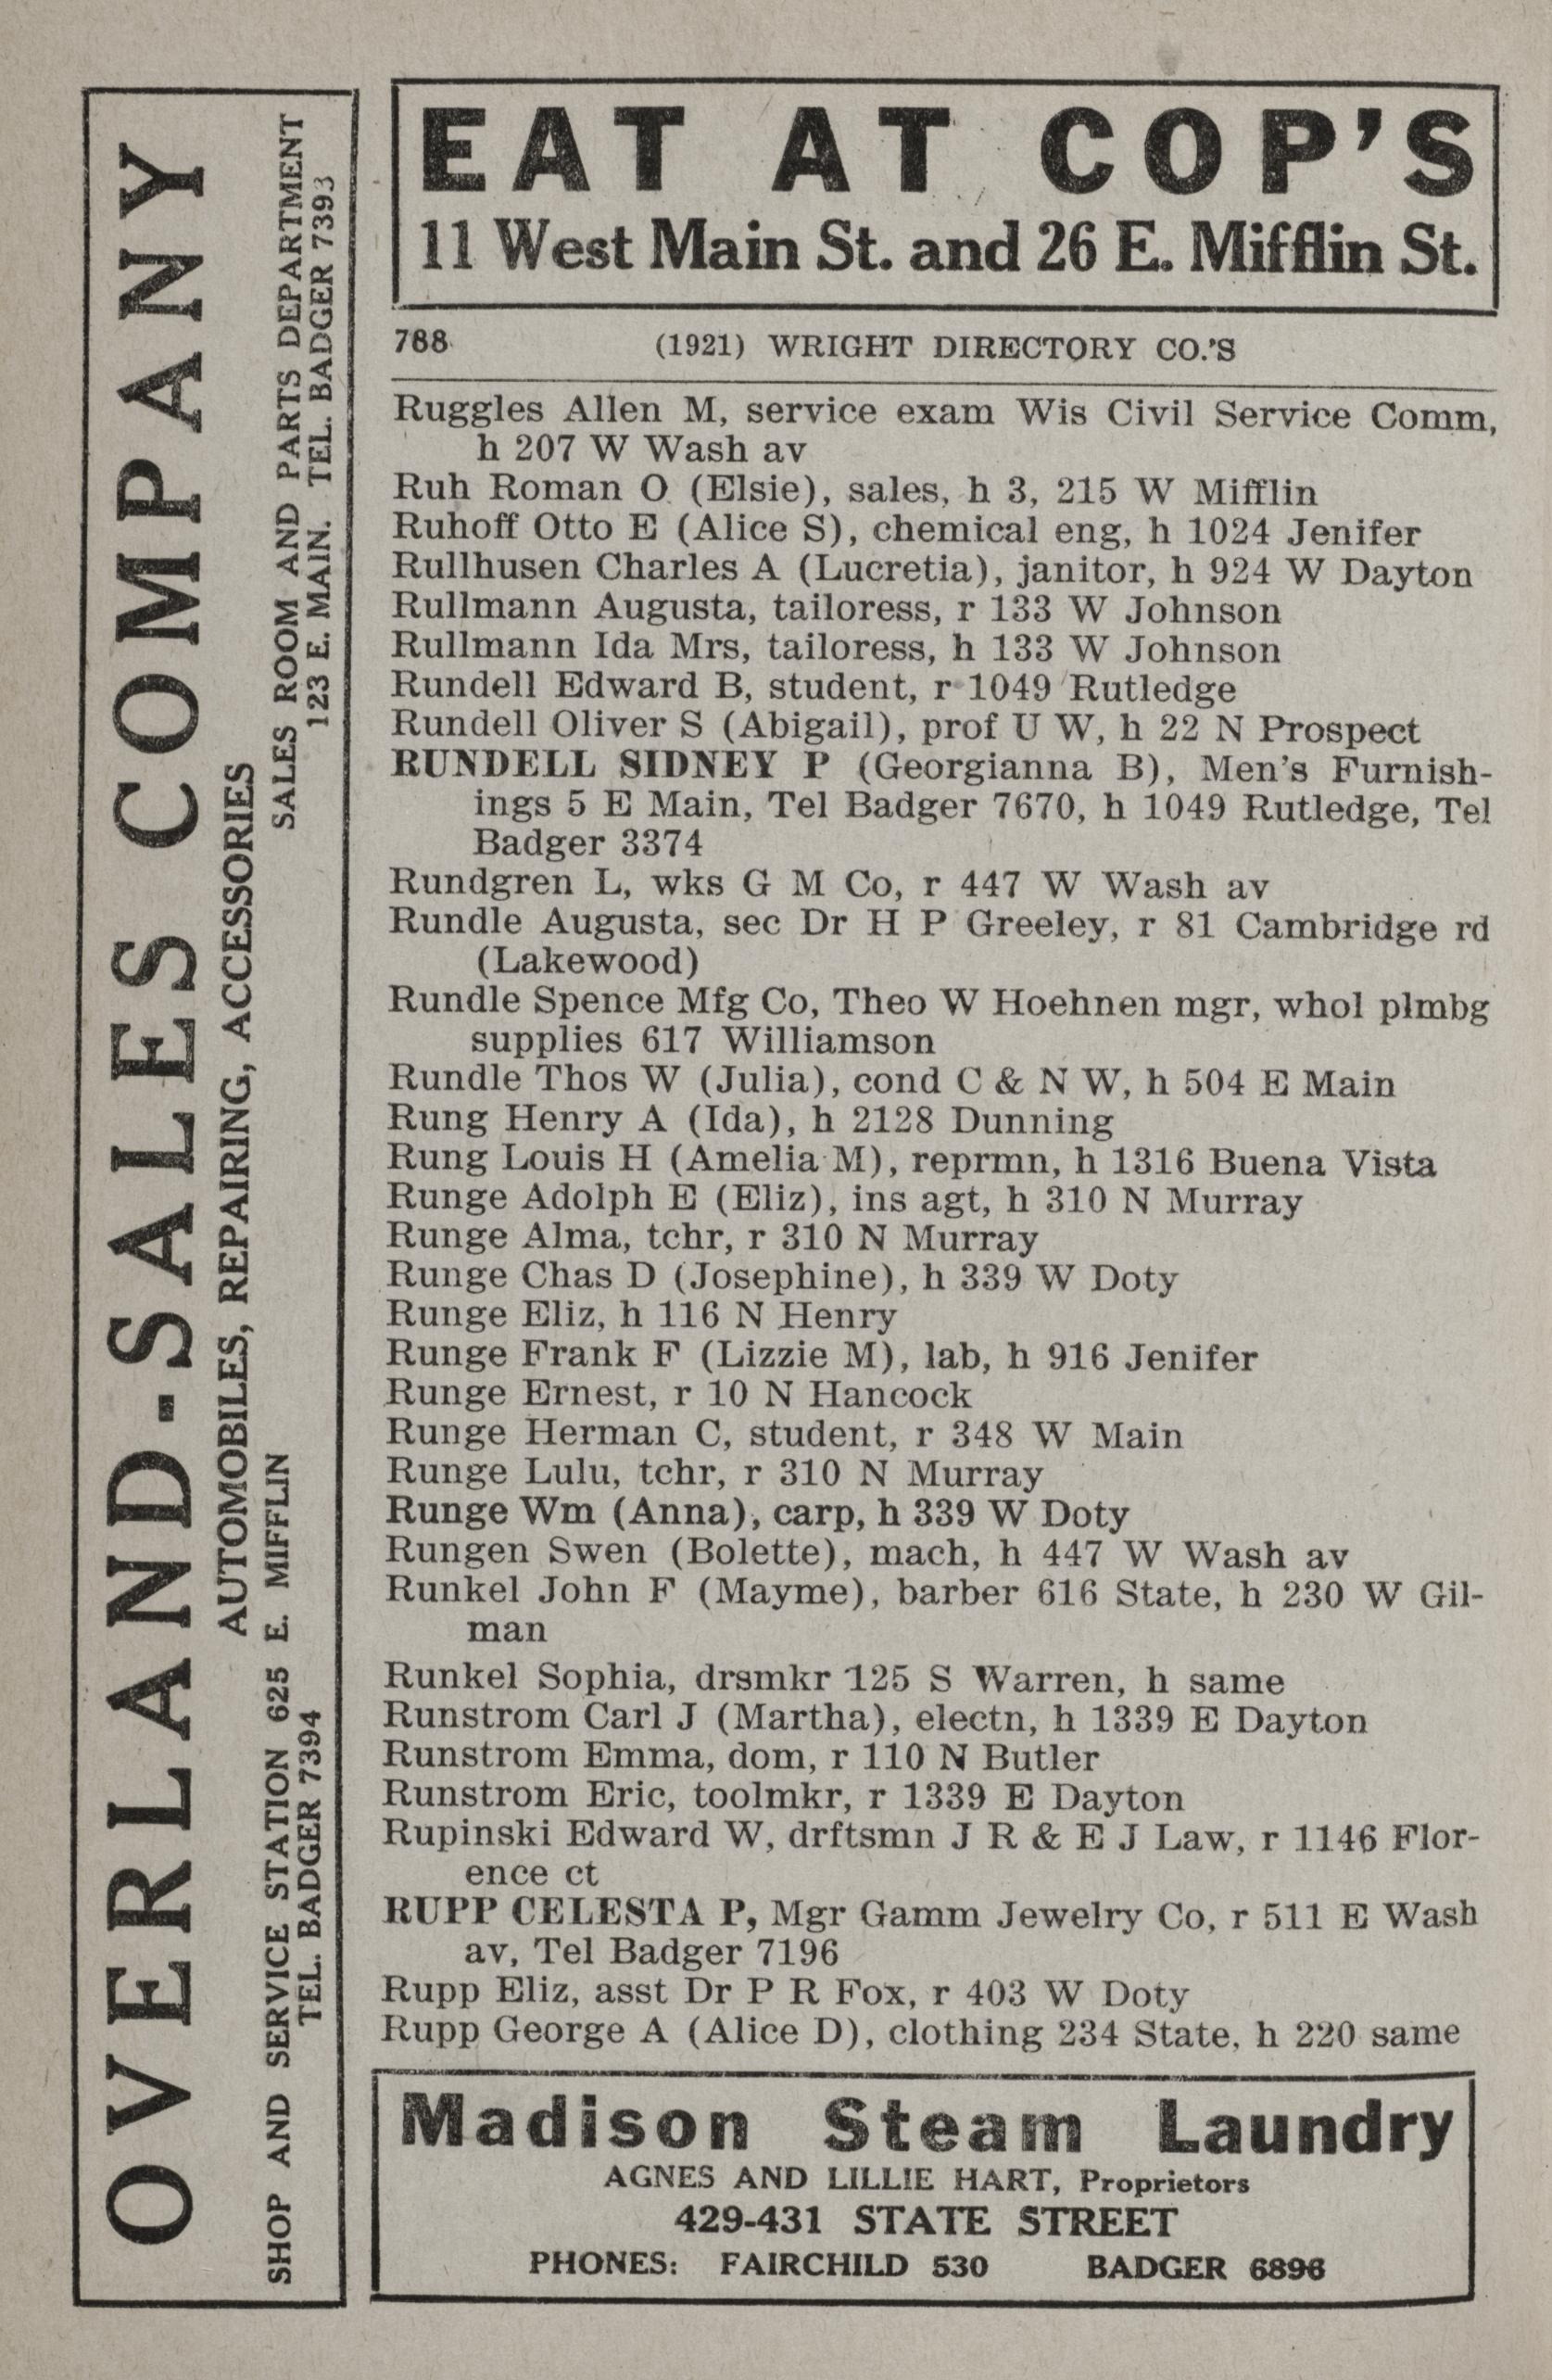 OVERLAND-SALES COMPANY
AUTOMOBILES, REPAIRING, ACCESSORIES
SHOP AND SERVICE STATION 625 E. MIFFLIN
TEL. BADGER 7394
SALES ROOM AND PARTS DEPARTMENT
123 E. MAIN. TEL. BADGER 7393
EAT AT COP'S
11 West Main St. and 26 E. Mifflin St.
788 (1921) WRIGHT DIRECTORY CO.'S
Ruggles Allen M, service exam Wis Civil Service Comm,
h 207 W Wash av
Ruh Roman O (Elsie), sales, h 3, 215 W Mifflin
Ruhoff Otto E (Alice S), chemical eng, h 1024 Jenifer
Rullhusen Charles A (Lucretia), janitor, h 924 W Dayton
Rullmann Augusta, tailoress, r 133 W Johnson
Rullmann Ida Mrs, tailoress, h 133 W Johnson
Rundell Edward B, student, r 1049 Rutledge
Rundell Oliver S (Abigail), prof U W, h 22 N Prospect
RUNDELL SIDNEY P (Georgianna B), Men's Furnish-
ings 5 E Main, Tel Badger 7670, h 1049 Rutledge, Tel
Badger 3374
Rundgren L, wks G M Co, r 447 W Wash av
Rundle Augusta, sec Dr H P Greeley, r 81 Cambridge rd
(Lakewood)
Rundle Spence Mfg Co, Theo W Hoehnen mgr, whol plmbg
supplies 617 Williamson
Rundle Thos W (Julia), cond C & N W, h 504 E Main
Rung Henry A (Ida), h 2128 Dunning
Rung Louis H (Amelia M), reprmn, h 1316 Buena Vista
Runge Adolph E (Eliz), ins agt, h 310 N Murray
Runge Alma, tchr, r 310 N Murray
Runge Chas D (Josephine), h 339 W Doty
Runge Eliz, h 116 N Henry
Runge Frank F (Lizzie M), lab, h 916 Jenifer
Runge Ernest, r 10 N Hancock
Runge Herman C, student, r 348 W Main
Runge Lulu, tchr, r 310 N Murray
Runge Wm (Anna), carp, h 339 W Doty
Rungen Swen (Bolette), mach, h 447 W Wash av
Runkel John F (Mayme), barber 616 State, h 230 W Gil-
man
Runkel Sophia, drsmkr 125 S Warren, h same
Runstrom Carl J (Martha), electn, h 1339 E Dayton
Runstrom Emma, dom, r 110 N Butler
Runstrom Eric, toolmkr, r 1339 E Dayton
Rupinski Edward W, drftsmn J R & E J Law, r 1146 Flor-
ence ct
RUPP CELESTA P, Mgr Gamm Jewelry Co, r 511 E Wash
av, Tel Badger 7196
Rupp Eliz, asst Dr P R Fox, r 403 W Doty
Rupp George A (Alice D), clothing 234 State, h 220 same
Madison Steam Laundry
AGNES AND LILLIE HART, Proprietors
429-431 STATE STREET
PHONES: FAIRCHILD 530 BADGER 6896